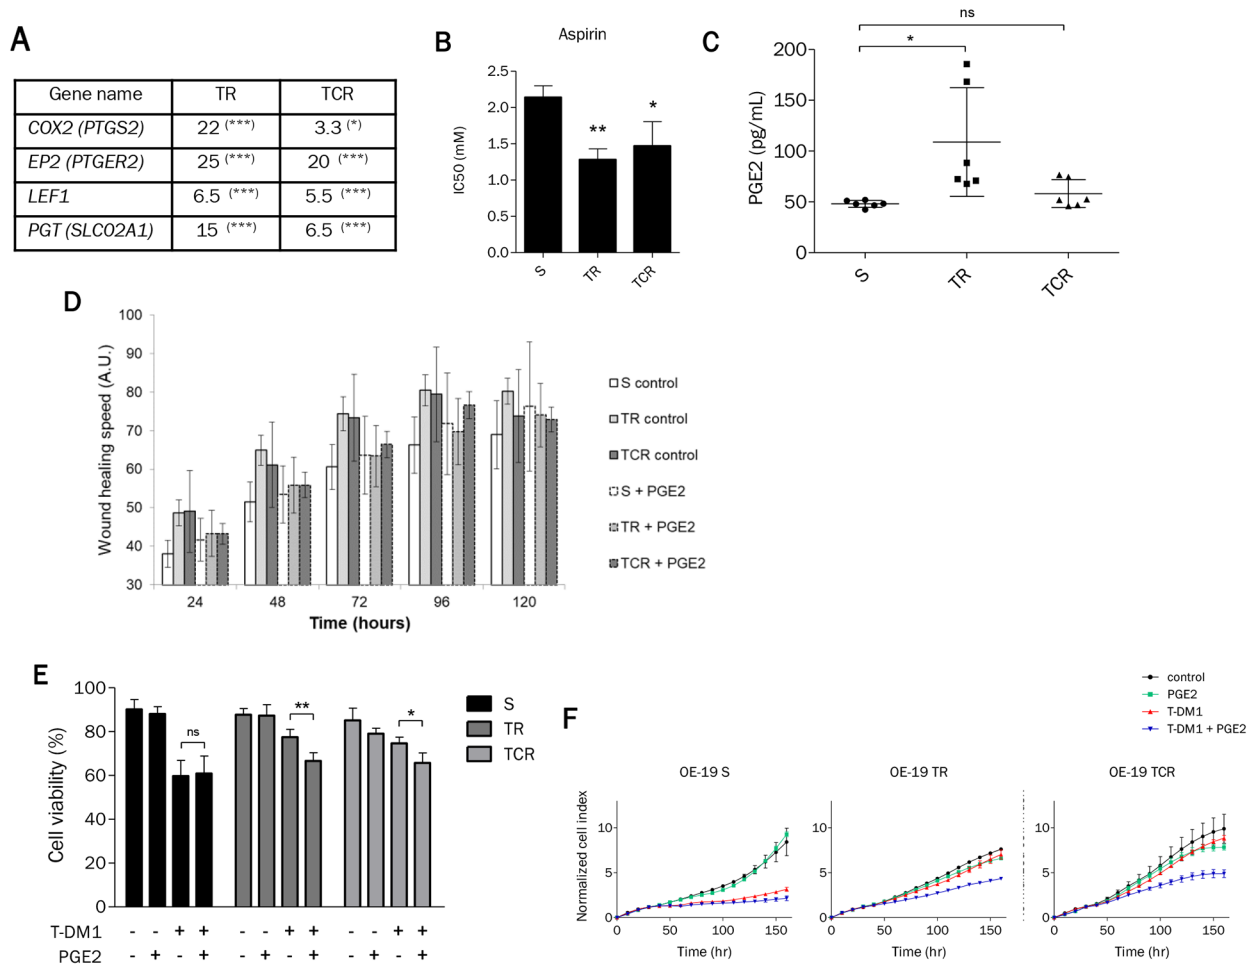 A
Gene name TR TCR
COX2 (PTGS2) 22 (***) 3.3 (*)
EP2 (PTGER2) 25 (***) 20 (***)
LEF1 6.5 (***) 5.5 (***)
PGT (SLCO2A1) 15 (***) 6.5 (***)
B
Aspirin
IC50 (mM)
2.5
2.0
1.5
1.0
0.5
0.0
**
*
S TR TCR
C
ns
*
PGE2 (pg/mL)
200
150
100
50
0
S TR TCR
D
Wound healing speed (A.U.)
100
90
80
70
60
50
40
30
24 48 72 96 120
Time (hours)
S control
TR control
TCR control
S + PGE2
TR + PGE2
TCR + PGE2
E
Cell viability (%)
100
80
60
40
20
0
ns
**
*
S
TR
TCR
T-DM1 - - + + - - + + - - + +
PGE2 - + - + - + - + - + - +
F
control
PGE2
T-DM1
T-DM1 + PGE2
Normalized cell index
OE-19 S
10
5
0
0 50 100 150
Time (hr)
OE-19 TR
10
5
0
0 50 100 150
Time (hr)
OE-19 TCR
10
5
0
0 50 100 150
Time (hr)